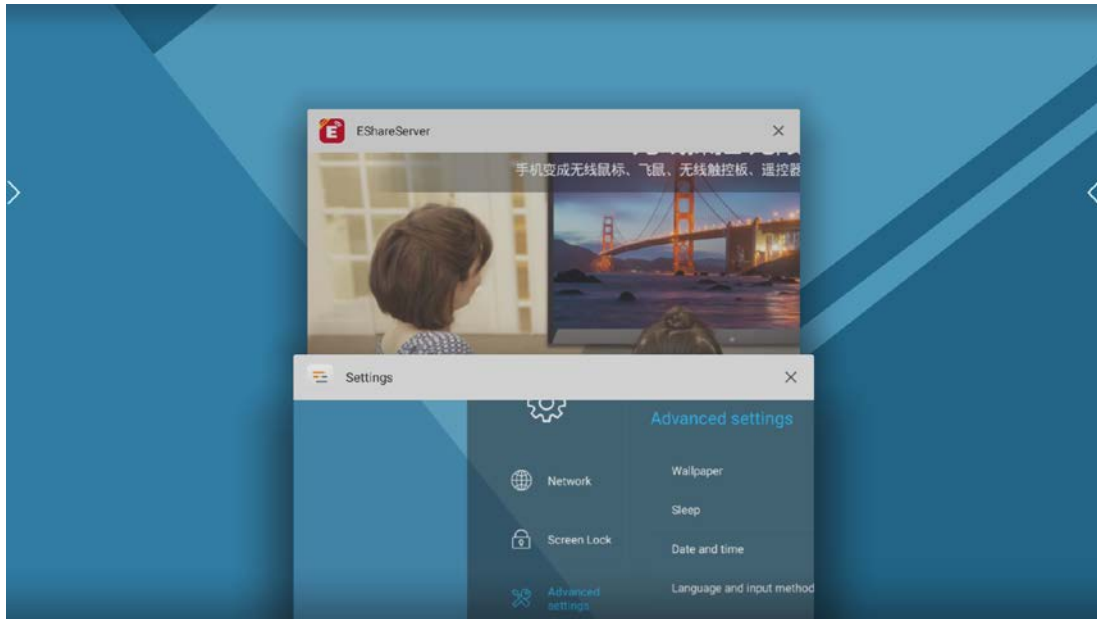 EShareServer
手机变成无线鼠标、飞鼠、无线触控板、遥控器
Settings
Advanced settings
Network
Wallpaper
Sleep
Screen Lock
Date and time
Advanced
settings
Language and input method